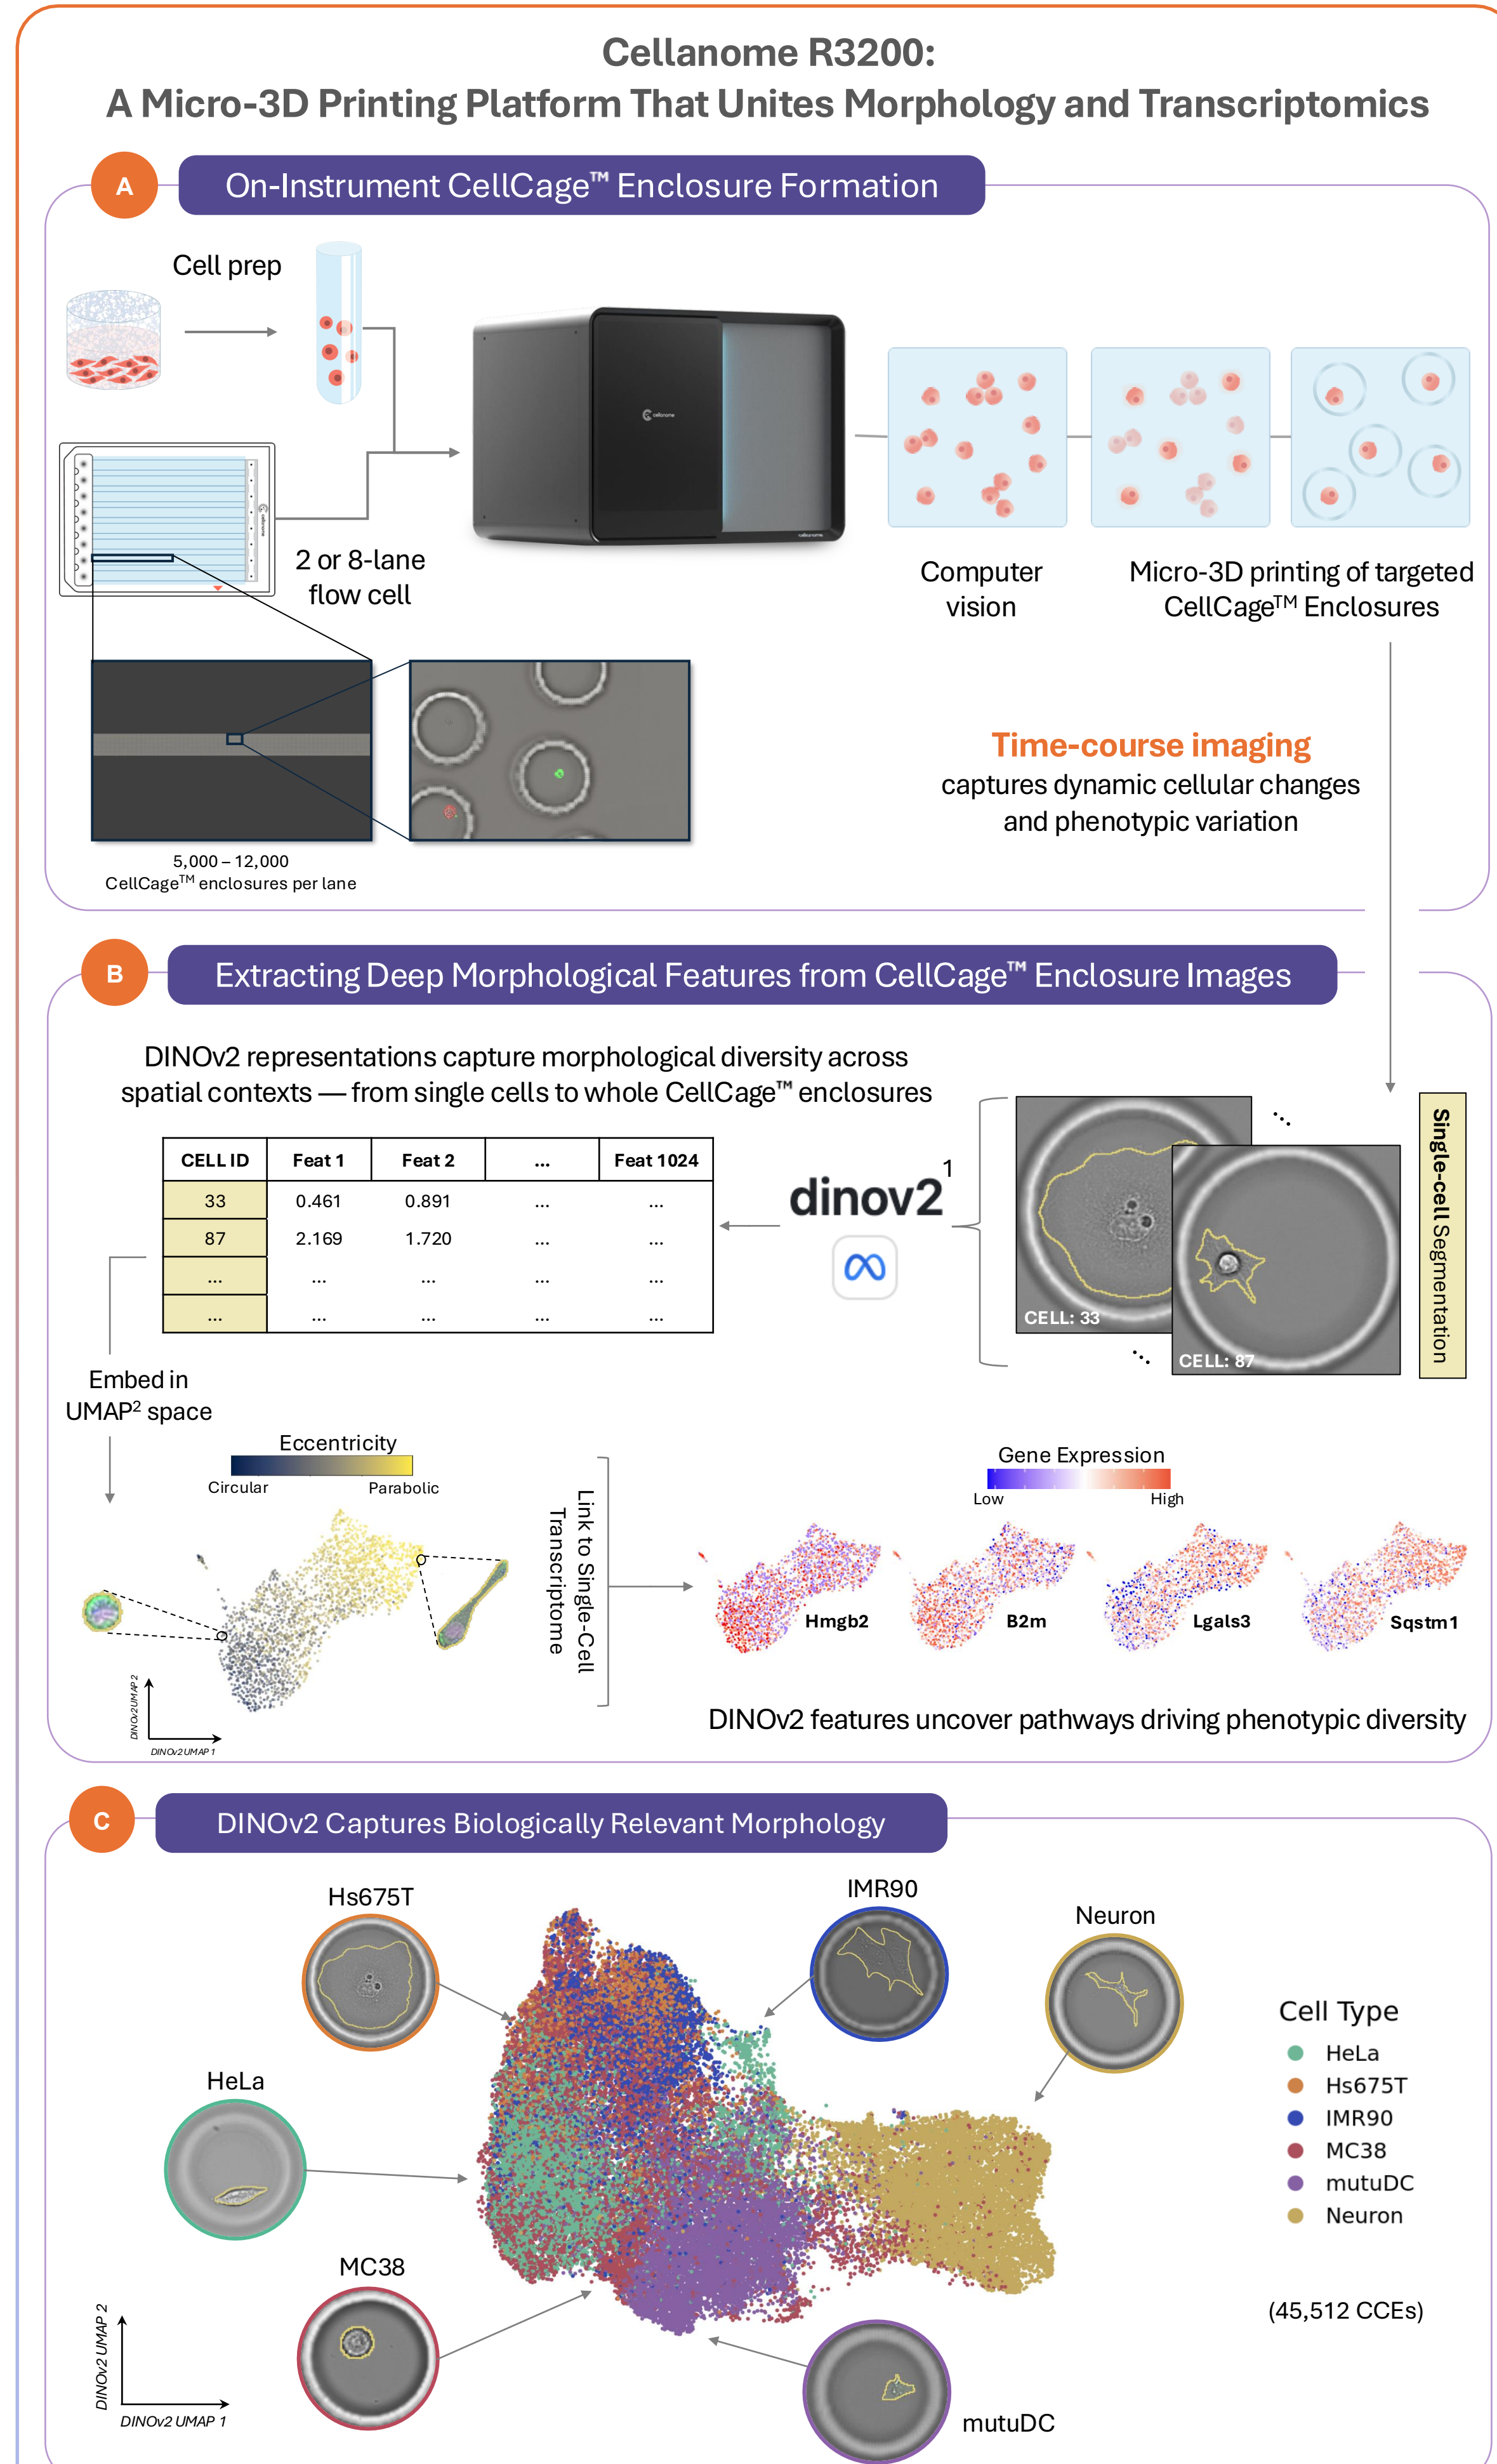 Cellanome R3200:
A Micro-3D Printing Platform That Unites Morphology and Transcriptomics
A
On-Instrument CellCage™ Enclosure Formation
Cell prep
cellanome
cellanome
cellanome
2 or 8-lane
flow cell
Computer
vision
Micro-3D printing of targeted
CellCage™ Enclosures
5,000 – 12,000
CellCage™ enclosures per lane
Time-course imaging
captures dynamic cellular changes
and phenotypic variation
B
Extracting Deep Morphological Features from CellCage™ Enclosure Images
DINOv2 representations capture morphological diversity across
spatial contexts — from single cells to whole CellCage™ enclosures
CELL ID Feat 1 Feat 2 ... Feat 1024
33 0.461 0.891 ... ...
87 2.169 1.720 ... ...
... ... ... ... ...
... ... ... ... ...
dinov2¹
...
CELL: 33
...
CELL: 87
Single-cell Segmentation
Embed in
UMAP² space
Eccentricity
Circular Parabolic
DINOv2 UMAP 2
DINOv2 UMAP 1
Link to Single-Cell
Transcriptome
Gene Expression
Low High
Hmgb2
B2m
Lgals3
Sqstm1
DINOv2 features uncover pathways driving phenotypic diversity
C
DINOv2 Captures Biologically Relevant Morphology
Hs675T
IMR90
Neuron
HeLa
MC38
mutuDC
Cell Type
HeLa
Hs675T
IMR90
MC38
mutuDC
Neuron
(45,512 CCEs)
DINOv2 UMAP 2
DINOv2 UMAP 1